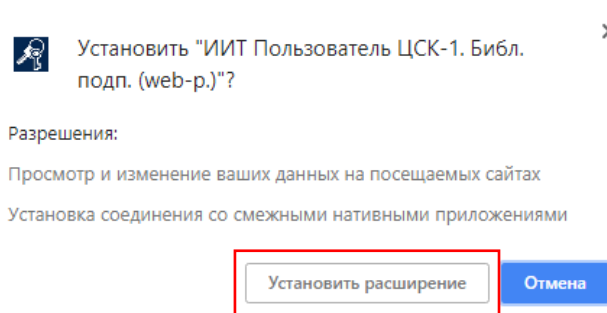 Установить "ИИТ Пользователь ЦСК-1. Библ.
подп. (web-р.)"?
Разрешения:
Просмотр и изменение ваших данных на посещаемых сайтах
Установка соединения со смежными нативными приложениями
Установить расширение
Отмена